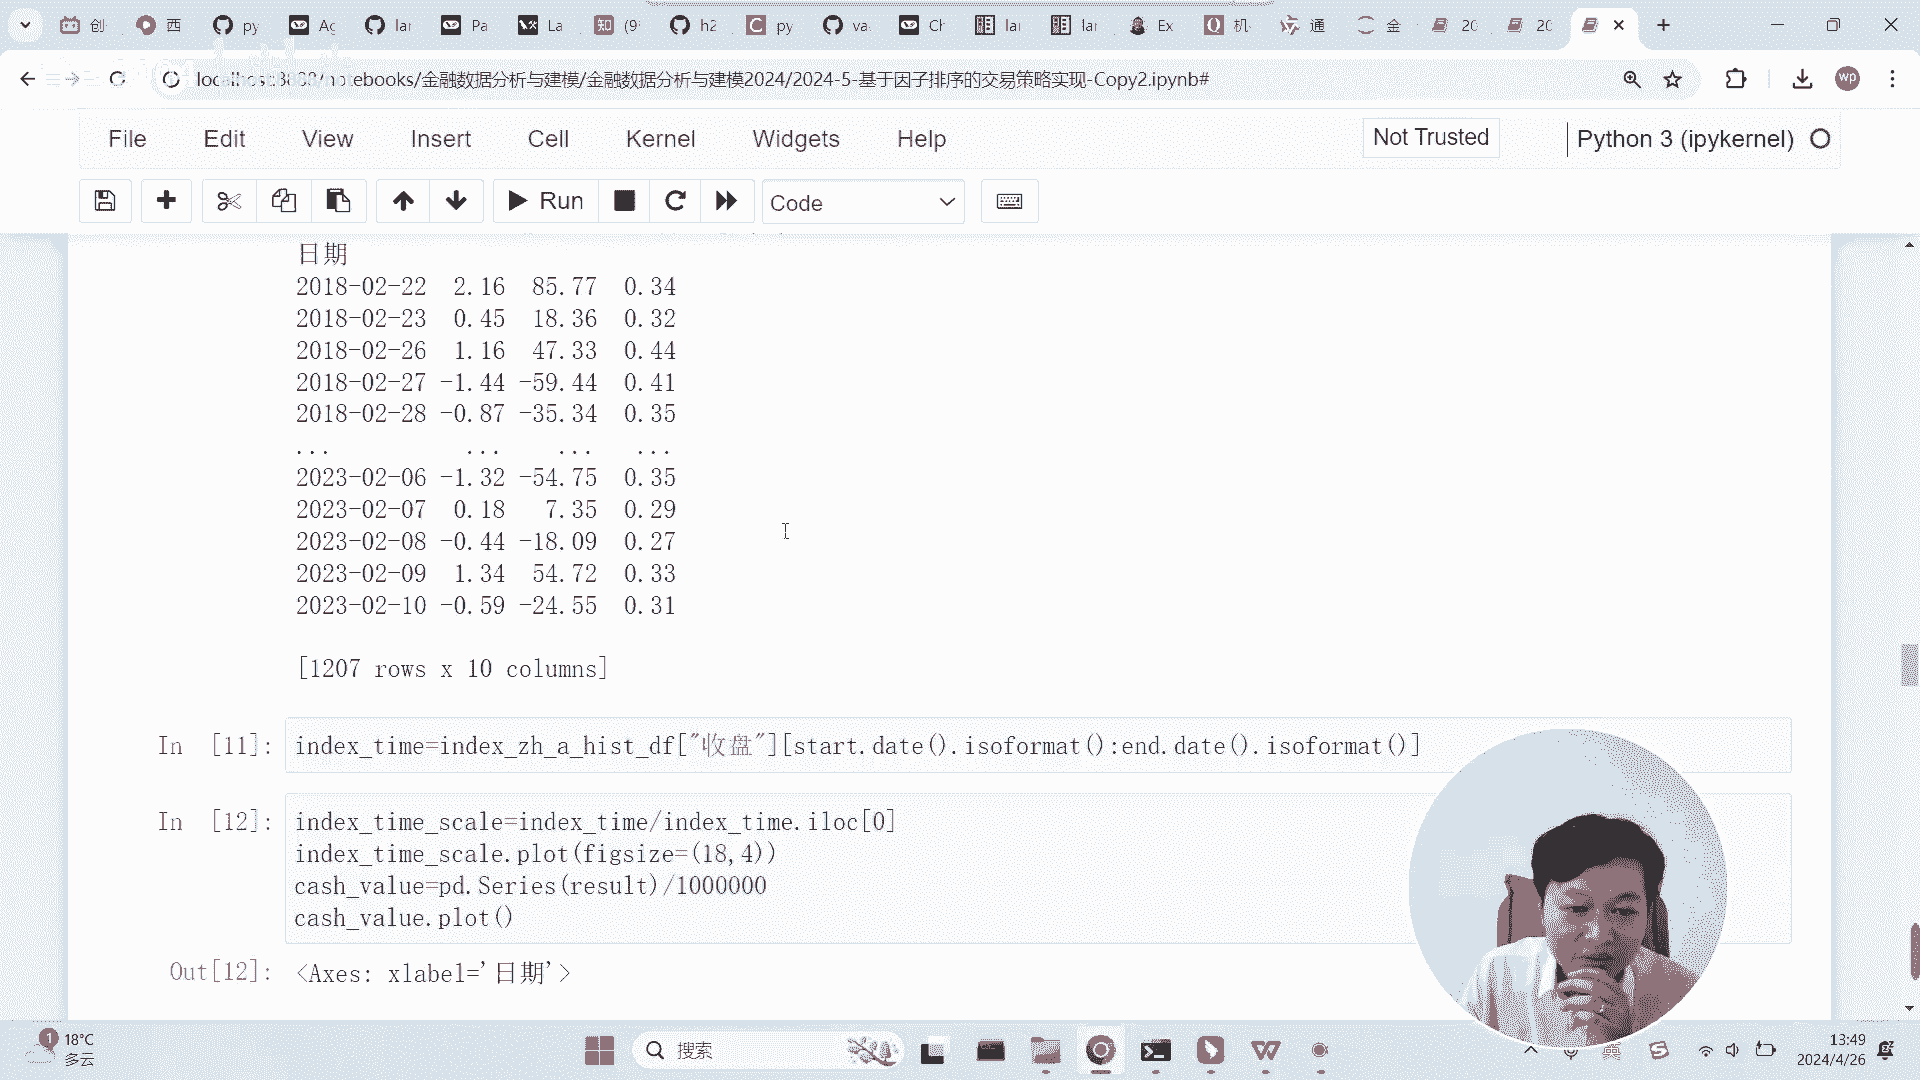 创 西 py Ag lar Pa La (9 h2 py va Ch lar lar Ex 机 通 金 20 20
localhost:8888/notebooks/金融数据分析与建模/金融数据分析与建模2024/2024-5-基于因子排序的交易策略实现-Copy2.ipynb#
wp
File Edit View Insert Cell Kernel Widgets Help Not Trusted Python 3 (ipykernel)
Run Code
日期
2018-02-22 2.16 85.77 0.34
2018-02-23 0.45 18.36 0.32
2018-02-26 1.16 47.33 0.44
2018-02-27 -1.44 -59.44 0.41
2018-02-28 -0.87 -35.34 0.35
... ... ... ...
2023-02-06 -1.32 -54.75 0.35
2023-02-07 0.18 7.35 0.29
2023-02-08 -0.44 -18.09 0.27
2023-02-09 1.34 54.72 0.33
2023-02-10 -0.59 -24.55 0.31
[1207 rows x 10 columns]
In [11]: index_time=index_zh_a_hist_df["收盘"][start.date().isoformat():end.date().isoformat()]
In [12]: index_time_scale=index_time/index_time.iloc[0]
index_time_scale.plot(figsize=(18,4))
cash_value=pd.Series(result)/1000000
cash_value.plot()
Out[12]: <Axes: xlabel='日期'>
1 18°C
多云
搜索
英
13:49
2024/4/26